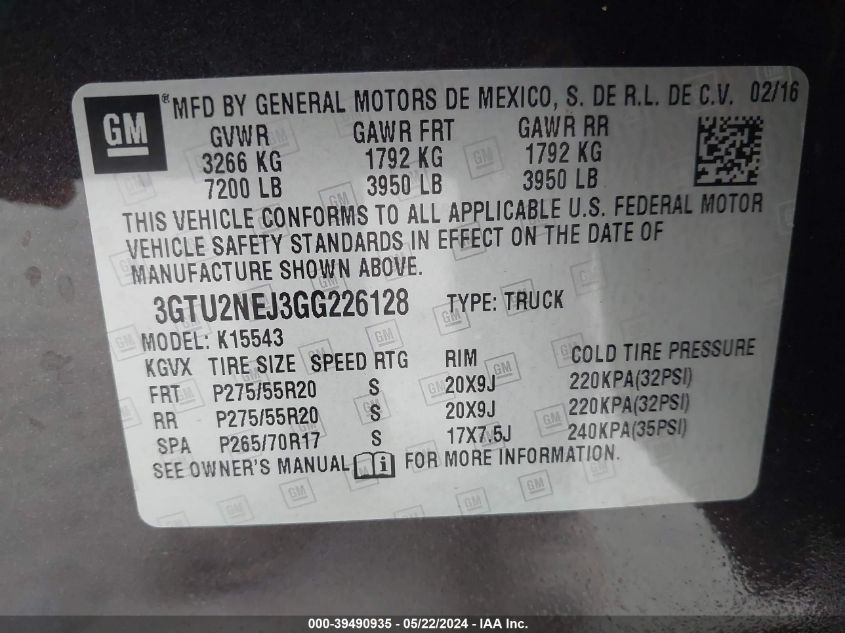 GM ® MFD BY GENERAL MOTORS DE MEXICO, S. DE R.L. DE C.V. 02/16
GVWR GAWR FRT GAWR RR
3266 KG 1792 KG 1792 KG
7200 LB 3950 LB 3950 LB
THIS VEHICLE CONFORMS TO ALL APPLICABLE U.S. FEDERAL MOTOR
VEHICLE SAFETY STANDARDS IN EFFECT ON THE DATE OF
MANUFACTURE SHOWN ABOVE.
3GTU2NEJ3GG226128 TYPE: TRUCK
MODEL: K15543
KGVX TIRE SIZE SPEED RTG RIM COLD TIRE PRESSURE
FRT P275/55R20 S 20X9J 220KPA(32PSI)
RR P275/55R20 S 20X9J 220KPA(32PSI)
SPA P265/70R17 S 17X7.5J 240KPA(35PSI)
SEE OWNER'S MANUAL i FOR MORE INFORMATION.
000-39490935 - 05/22/2024 - IAA Inc.